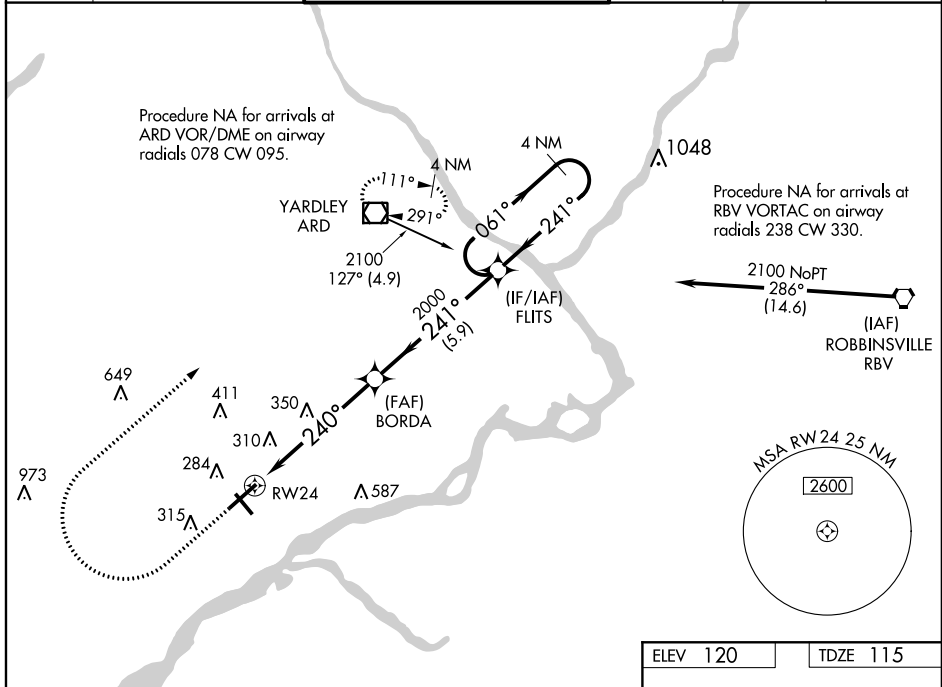 Procedure NA for arrivals at
ARD VOR/DME on airway
radials 078 CW 095.
4 NM
4 NM
1048
111°
291°
YARDLEY
ARD
061°
241°
Procedure NA for arrivals at
RBV VORTAC on airway
radials 238 CW 330.
2100
127° (4.9)
2100 NoPT
286°
(14.6)
(IF/IAF)
FLITS
2000
241°
(5.9)
(IAF)
ROBBINSVILLE
RBV
649
411
350
(FAF)
BORDA
240°
310
284
973
RW24
587
315
MSA RW 24 25 NM
2600
ELEV 120
TDZE 115